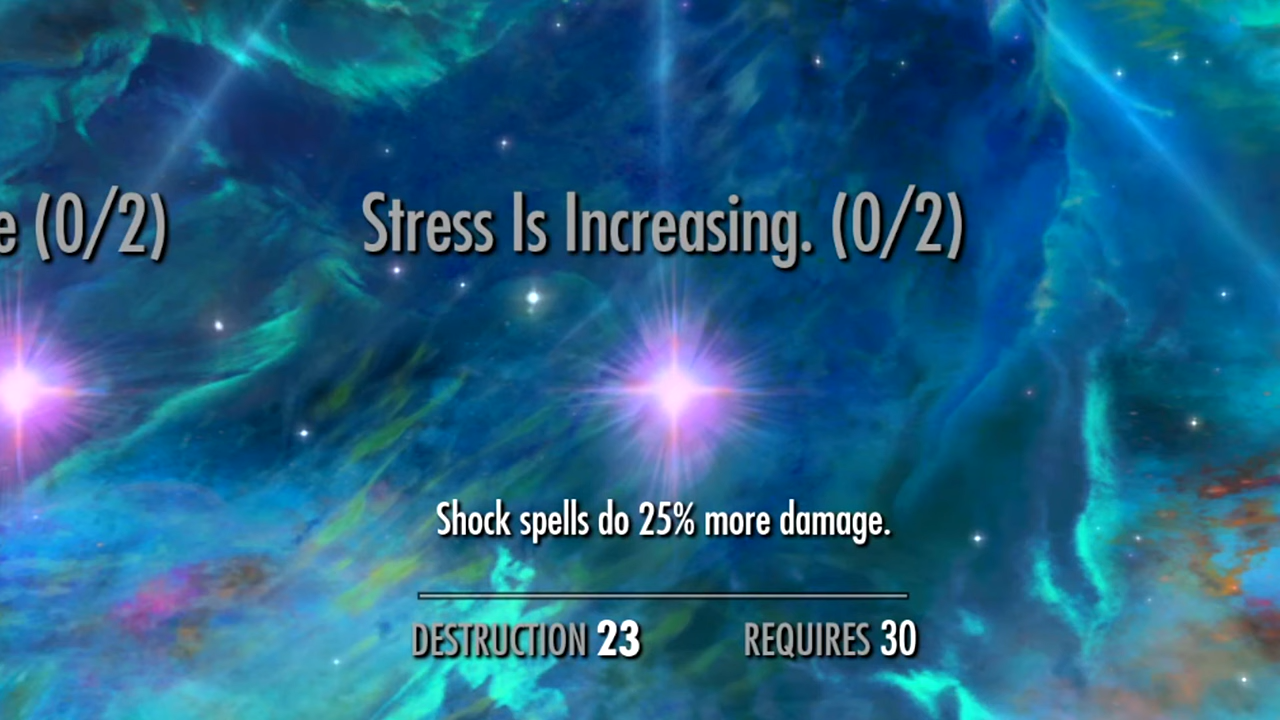 e (0/2)
Stress Is Increasing. (0/2)
Shock spells do 25% more damage.
DESTRUCTION 23
REQUIRES 30